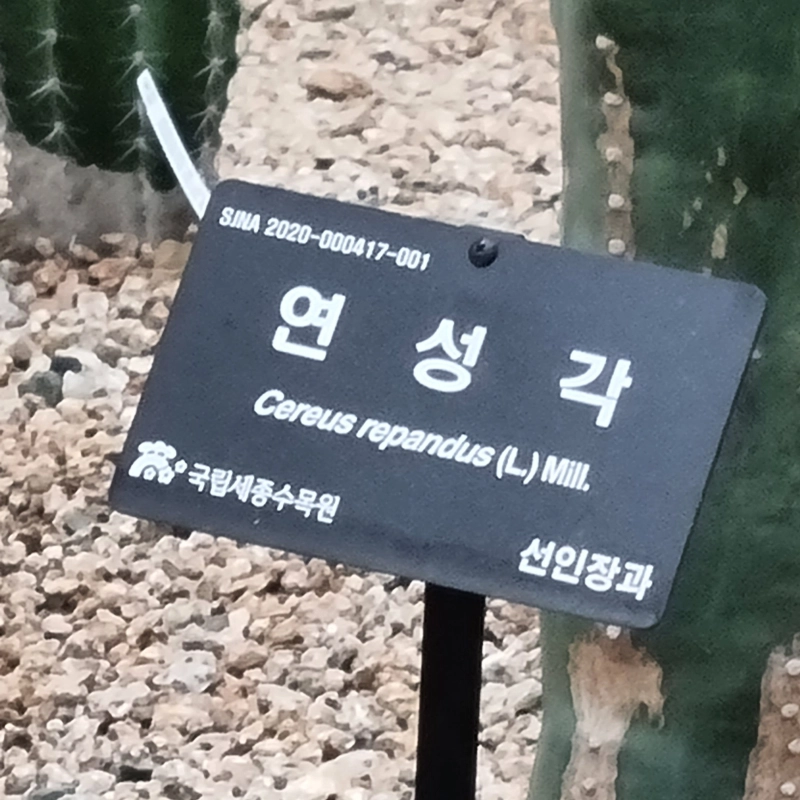 SJNA 2020-000417-001
연 성 각
Cereus repandus (L.) Mill.
국립세종수목원
선인장과